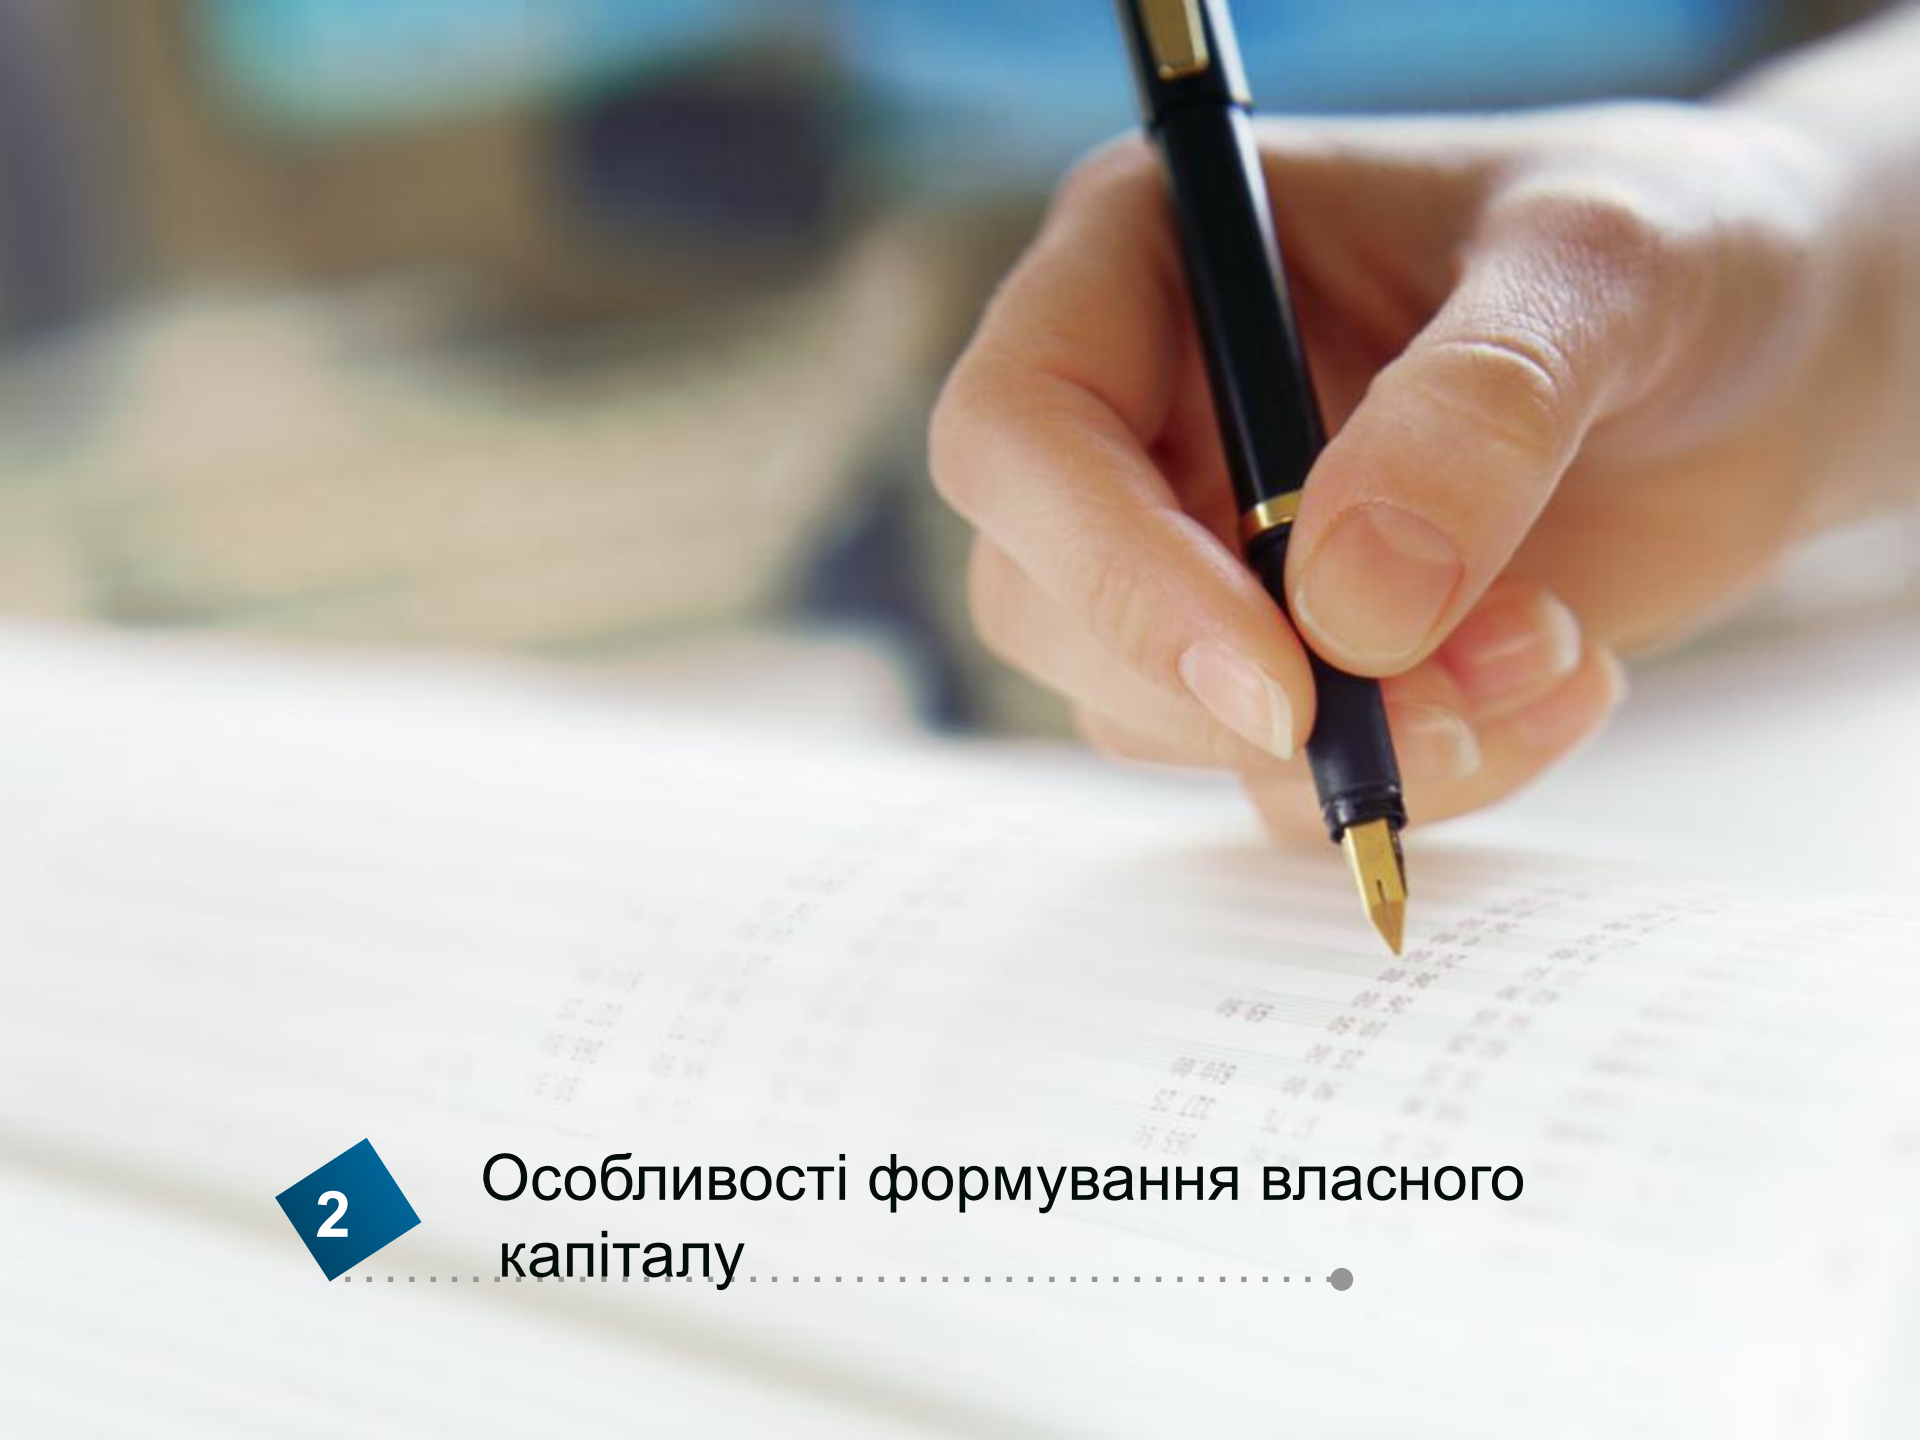 2
Особливості формування власного
капіталу